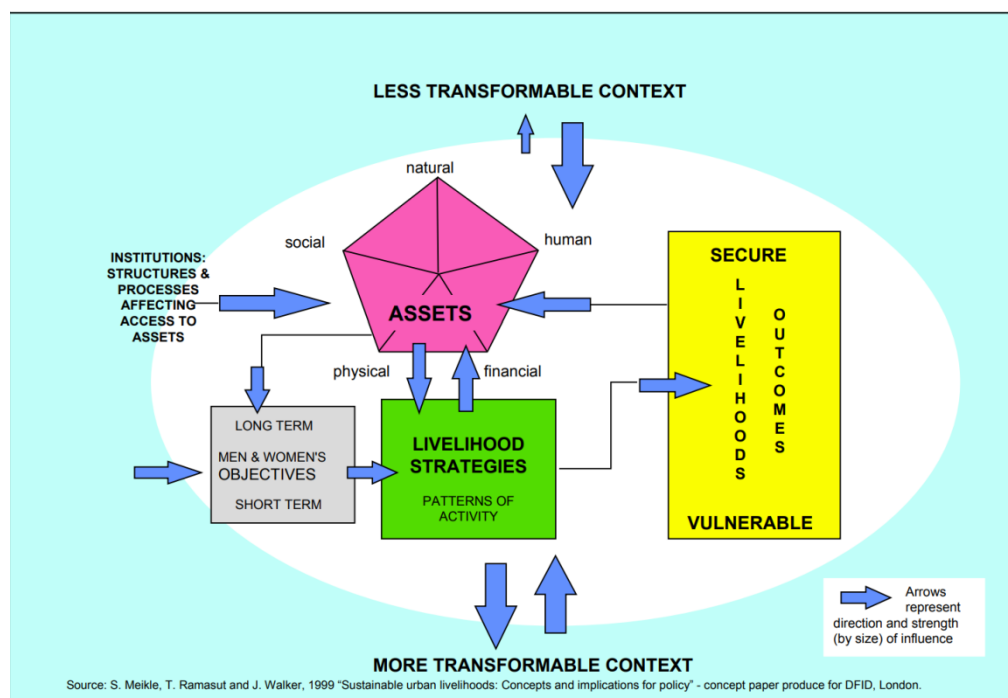 LESS TRANSFORMABLE CONTEXT
natural
social
human
INSTITUTIONS:
STRUCTURES &
PROCESSES
AFFECTING
ACCESS TO
ASSETS
ASSETS
physical
financial
LONG TERM
MEN & WOMEN'S
OBJECTIVES
SHORT TERM
LIVELIHOOD
STRATEGIES
PATTERNS OF
ACTIVITY
SECURE
LIVELIHOODS
OUTCOMES
VULNERABLE
Arrows
represent
direction and strength
(by size) of influence
MORE TRANSFORMABLE CONTEXT
Source: S. Meikle, T. Ramasut and J. Walker, 1999 “Sustainable urban livelihoods: Concepts and implications for policy” - concept paper produce for DFID, London.